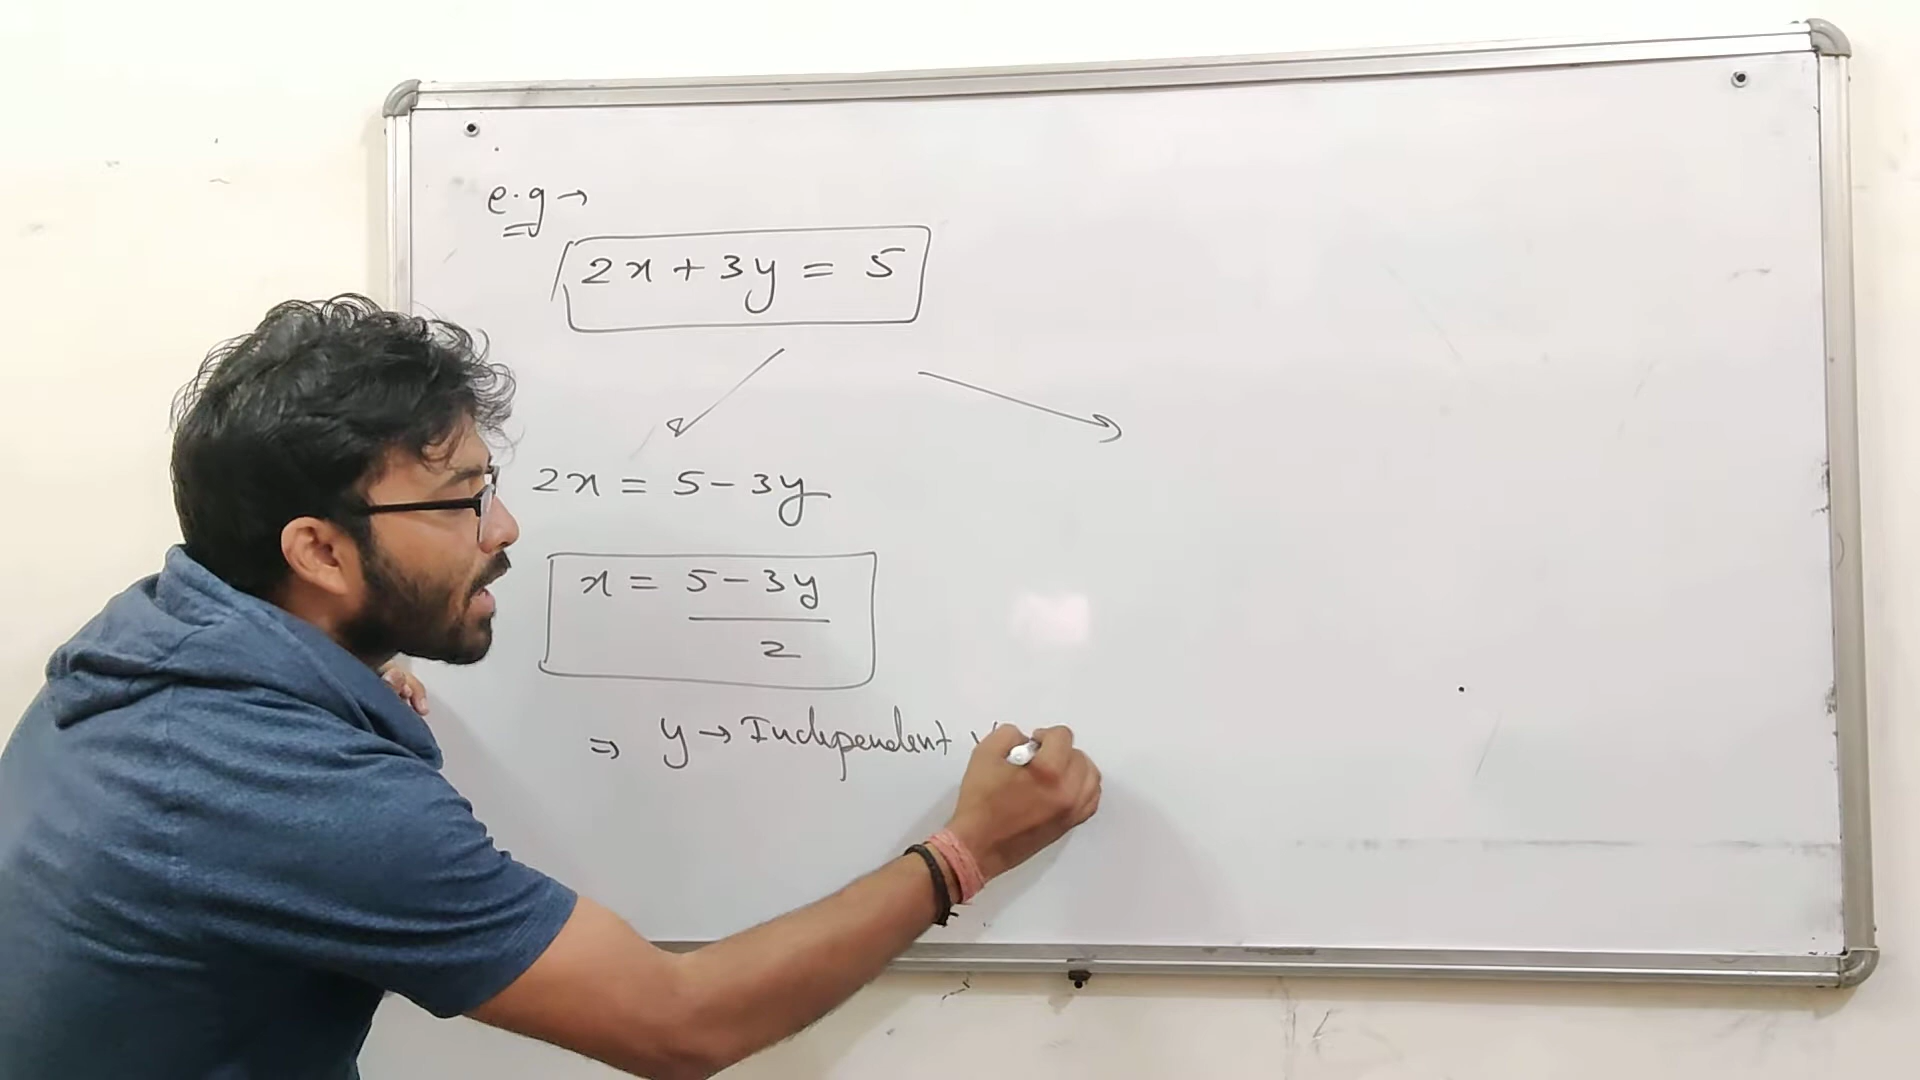 e.g →
2x + 3y = 5
2x = 5 - 3y
x = 5 - 3y
2
⇒ y → Independent